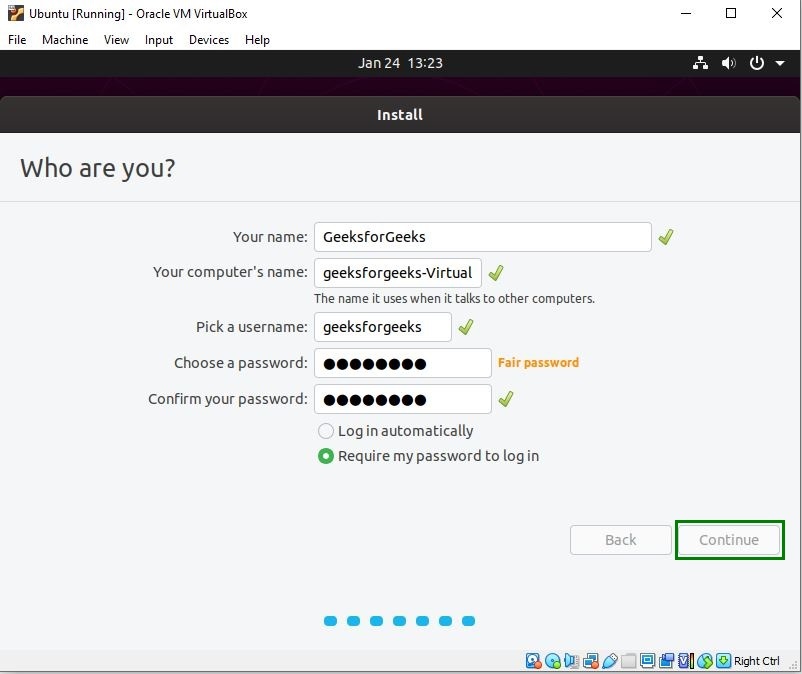 Ubuntu [Running] - Oracle VM VirtualBox
File Machine View Input Devices Help
Jan 24 13:23
Install
Who are you?
Your name: GeeksforGeeks
Your computer's name: geeksforgeeks-Virtual
The name it uses when it talks to other computers.
Pick a username: geeksforgeeks
Choose a password: ●●●●●●●● Fair password
Confirm your password: ●●●●●●●●
Log in automatically
Require my password to log in
Back Continue
Right Ctrl